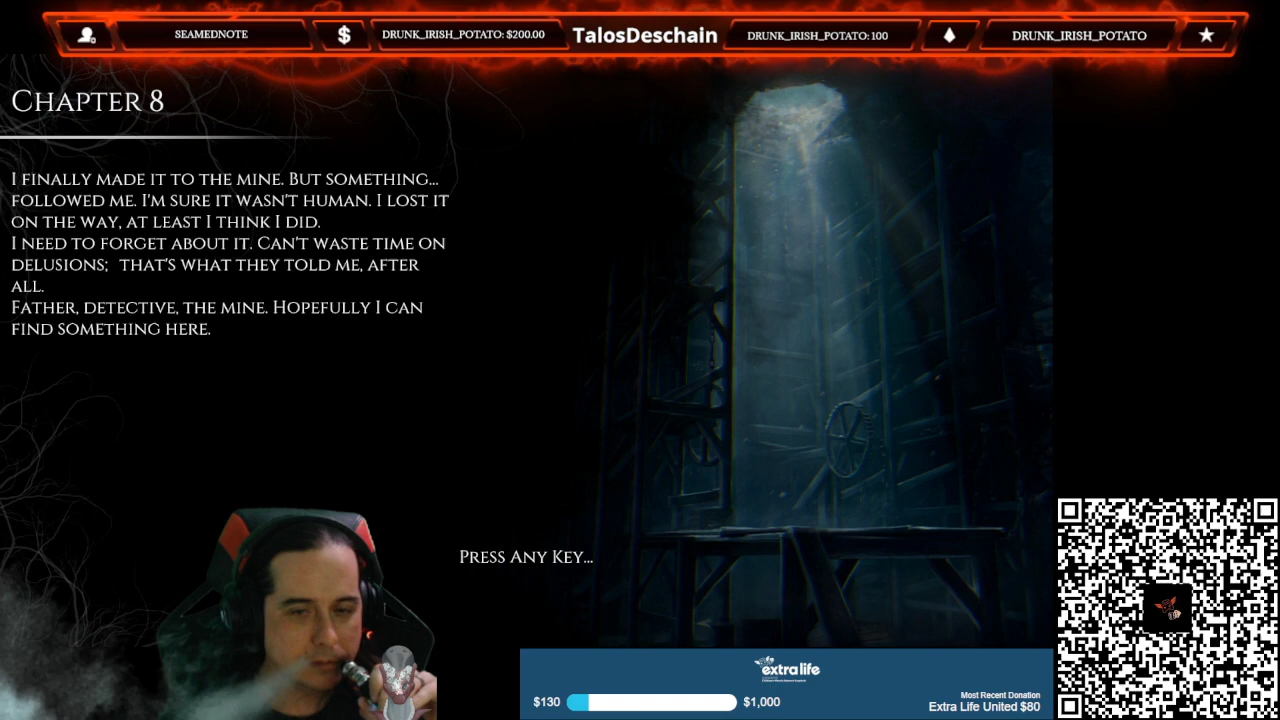 SEAMEDNOTE
$
DRUNK_IRISH_POTATO: $200.00
TalosDeschain
DRUNK_IRISH_POTATO: 100
DRUNK_IRISH_POTATO
Chapter 8
I finally made it to the mine. But something...
followed me. I'm sure it wasn't human. I lost it
on the way, at least I think I did.
I need to forget about it. Can't waste time on
delusions; that's what they told me, after
all.
Father, detective, the mine. Hopefully I can
find something here.
Press Any Key...
extra life
$130
$1,000
Most Recent Donation
Extra Life United $80